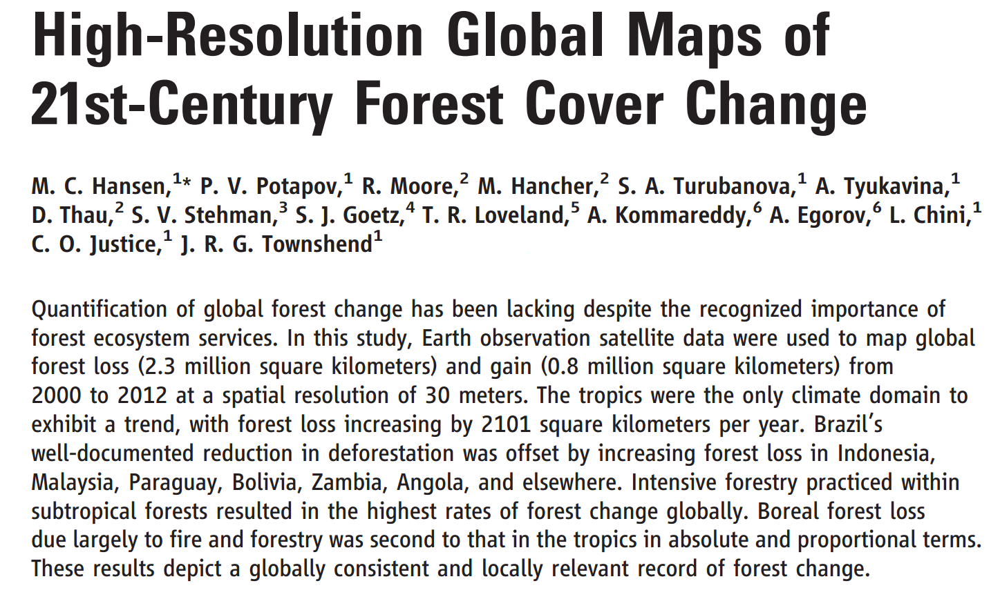 High-Resolution Global Maps of
21st-Century Forest Cover Change
M. C. Hansen,1* P. V. Potapov,1 R. Moore,2 M. Hancher,2 S. A. Turubanova,1 A. Tyukavina,1
D. Thau,2 S. V. Stehman,3 S. J. Goetz,4 T. R. Loveland,5 A. Kommareddy,6 A. Egorov,6 L. Chini,1
C. O. Justice,1 J. R. G. Townshend1
Quantification of global forest change has been lacking despite the recognized importance of
forest ecosystem services. In this study, Earth observation satellite data were used to map global
forest loss (2.3 million square kilometers) and gain (0.8 million square kilometers) from
2000 to 2012 at a spatial resolution of 30 meters. The tropics were the only climate domain to
exhibit a trend, with forest loss increasing by 2101 square kilometers per year. Brazil’s
well-documented reduction in deforestation was offset by increasing forest loss in Indonesia,
Malaysia, Paraguay, Bolivia, Zambia, Angola, and elsewhere. Intensive forestry practiced within
subtropical forests resulted in the highest rates of forest change globally. Boreal forest loss
due largely to fire and forestry was second to that in the tropics in absolute and proportional terms.
These results depict a globally consistent and locally relevant record of forest change.